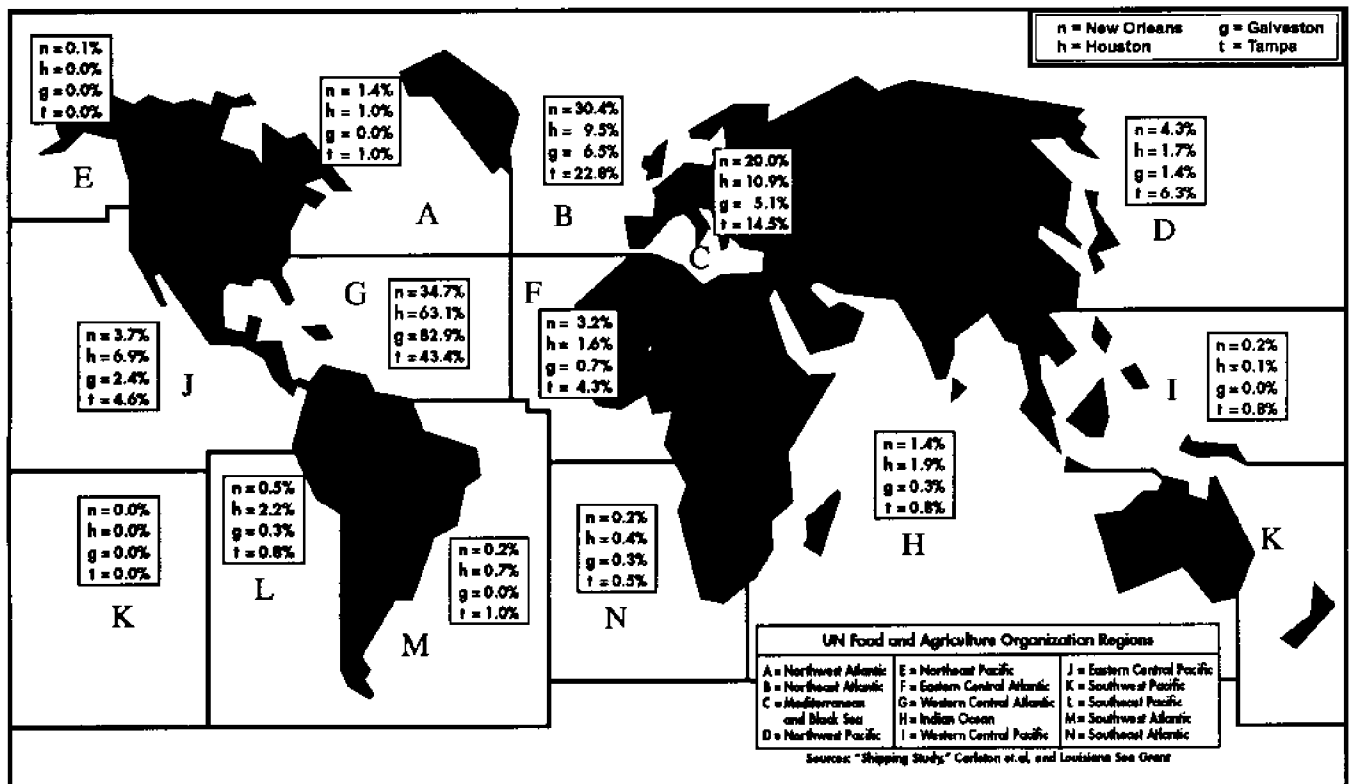 n = New Orleans g = Galveston
h = Houston t = Tampa
n = 0.1%
h = 0.0%
g = 0.0%
t = 0.0%
E
n = 1.4%
h = 1.0%
g = 0.0%
t = 1.0%
A
n = 30.4%
h = 9.5%
g = 6.5%
t = 22.8%
B
n = 20.0%
h = 10.9%
g = 5.1%
t = 14.5%
C
n = 4.3%
h = 1.7%
g = 1.4%
t = 6.3%
D
G
n = 34.7%
h = 63.1%
g = 82.9%
t = 43.4%
F
n = 3.2%
h = 1.6%
g = 0.7%
t = 4.3%
n = 3.7%
h = 6.9%
g = 2.4%
t = 4.6%
J
n = 0.2%
h = 0.1%
g = 0.0%
t = 0.8%
I
n = 1.4%
h = 1.9%
g = 0.3%
t = 0.8%
H
n = 0.0%
h = 0.0%
g = 0.0%
t = 0.0%
K
n = 0.5%
h = 2.2%
g = 0.3%
t = 0.8%
L
n = 0.2%
h = 0.7%
g = 0.0%
t = 1.0%
M
n = 0.2%
h = 0.4%
g = 0.3%
t = 0.5%
N
K
UN Food and Agriculture Organization Regions
A = Northwest Atlantic
B = Northeast Atlantic
C = Mediterranean
and Black Sea
D = Northwest Pacific
E = Northeast Pacific
F = Eastern Central Atlantic
G = Western Central Atlantic
H = Indian Ocean
I = Western Central Pacific
J = Eastern Central Pacific
K = Southwest Pacific
L = Southeast Pacific
M = Southwest Atlantic
N = Southeast Atlantic
Sources: "Shipping Study," Carleton et.al, and Louisiana Sea Grant